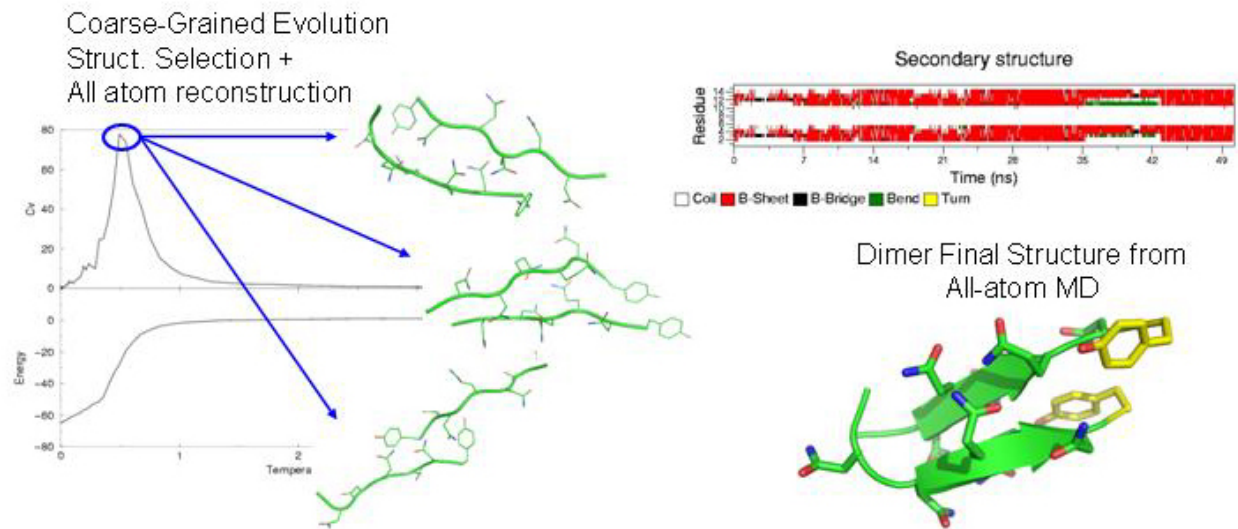 Coarse-Grained Evolution
Struct. Selection +
All atom reconstruction
80
60
40
20
0
Cv
0
-20
-40
-60
-80
Energy
0 1 2
Tempera
Secondary structure
Residue
14
0 7 14 21 28 35 42 49
Time (ns)
Coil B-Sheet B-Bridge Bend Turn
Dimer Final Structure from
All-atom MD